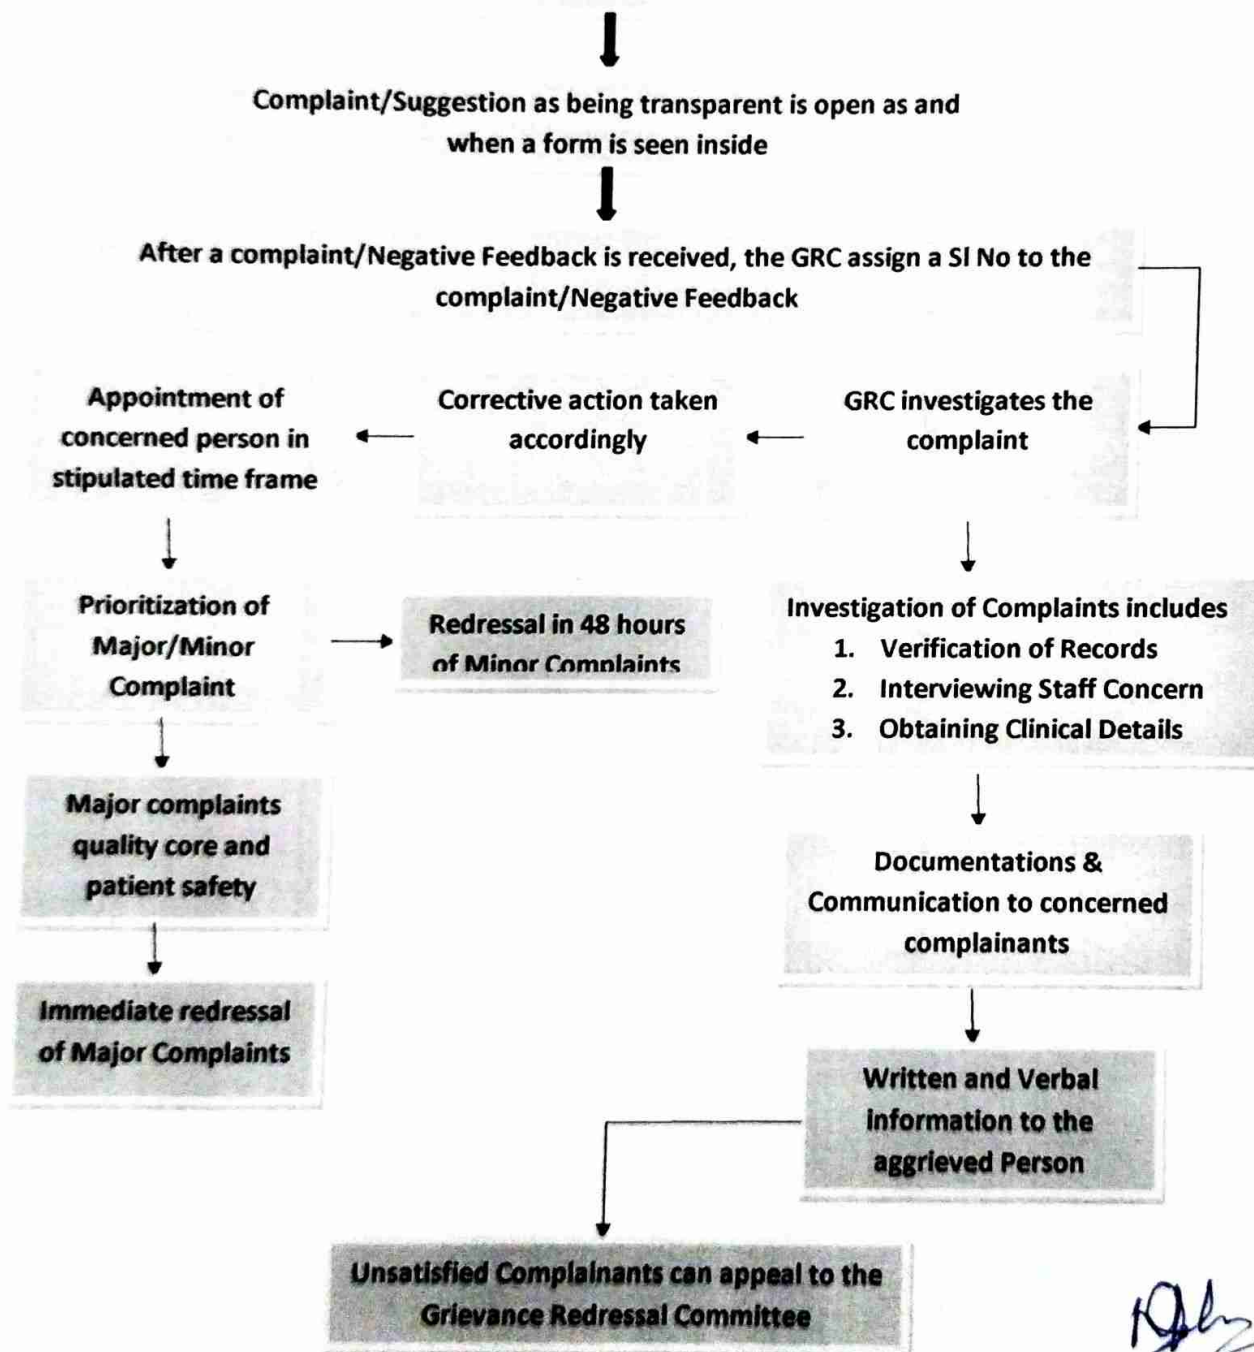 Complaint/Suggestion as being transparent is open as and
when a form is seen inside
After a complaint/Negative Feedback is received, the GRC assign a Sl No to the
complaint/Negative Feedback
Appointment of
concerned person in
stipulated time frame
Corrective action taken
accordingly
GRC investigates the
complaint
Prioritization of
Major/Minor
Complaint
Redressal in 48 hours
of Minor Complaints
Investigation of Complaints includes
1. Verification of Records
2. Interviewing Staff Concern
3. Obtaining Clinical Details
Major complaints
quality core and
patient safety
Documentations &
Communication to concerned
complainants
Immediate redressal
of Major Complaints
Written and Verbal
information to the
aggrieved Person
Unsatisfied Complainants can appeal to the
Grievance Redressal Committee